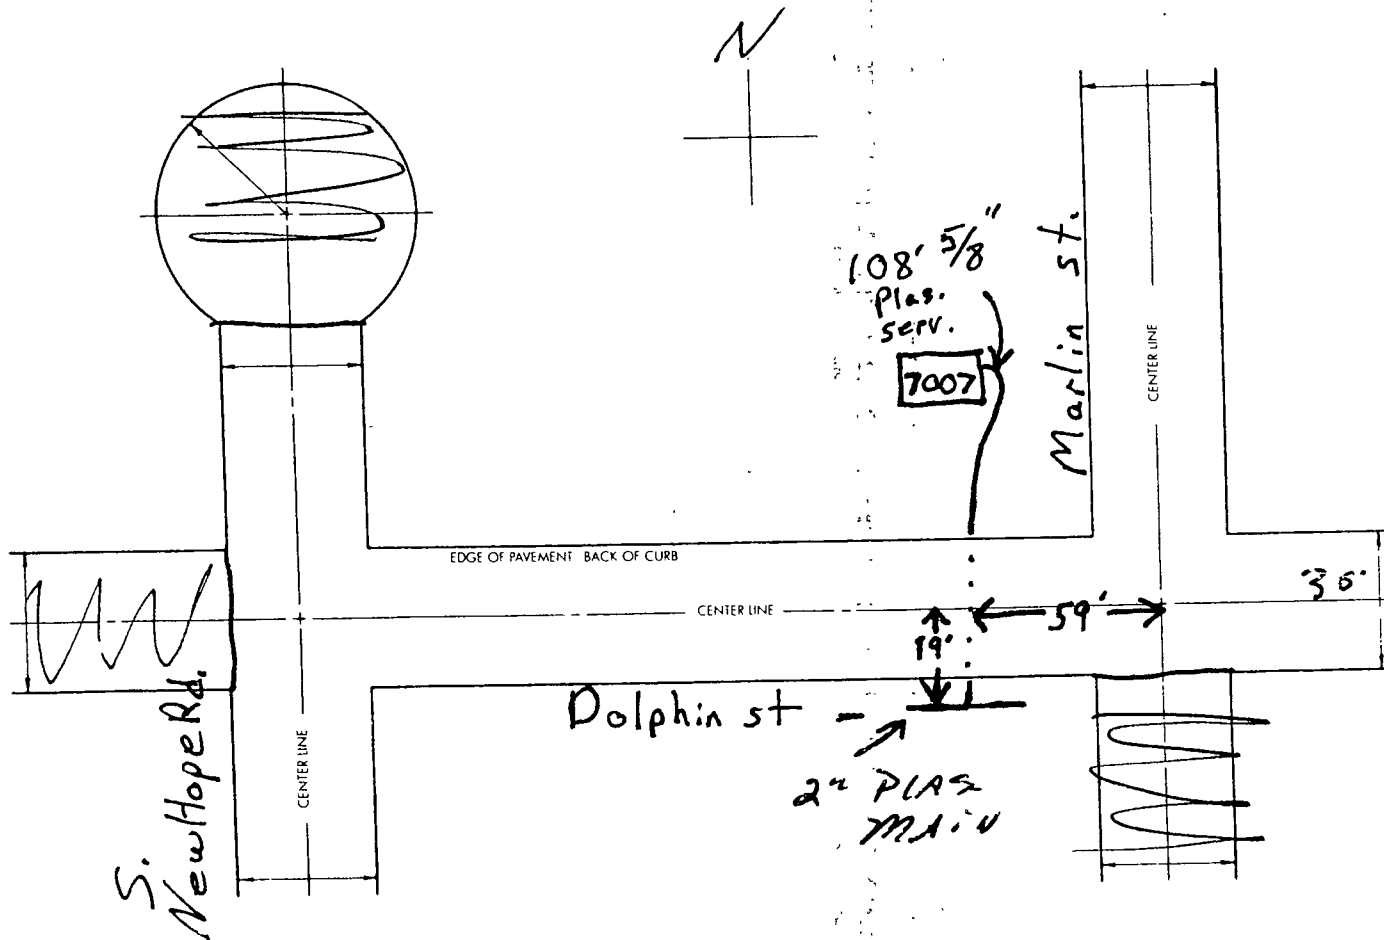 N
108' 5/8"
Plas.
serv.
7007
Marlin st.
CENTER LINE
EDGE OF PAVEMENT BACK OF CURB
CENTER LINE
59'
19'
Dolphin st
2" PLAS
MAIN
S.
New Hope Rd.
CENTER LINE